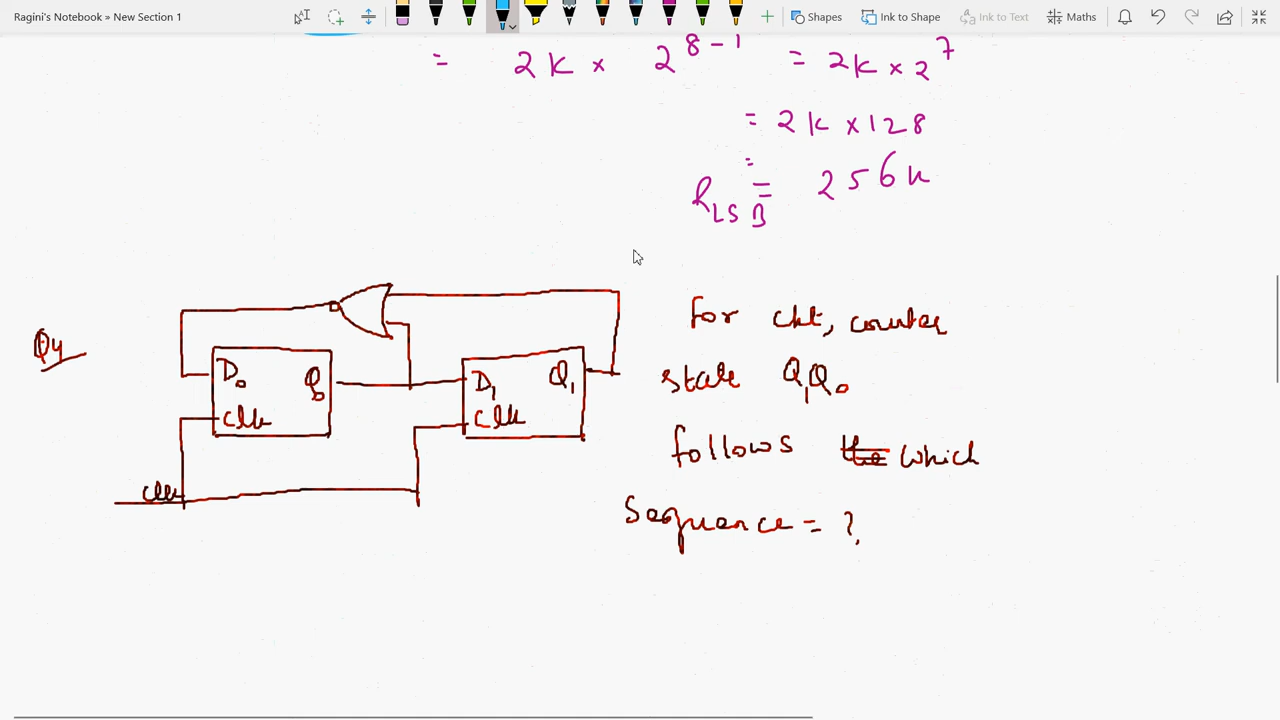 Ragini's Notebook » New Section 1
Shapes Ink to Shape Ink to Text Maths
= 2k × 2^8-1 = 2k × 2^7
= 2k × 128
R_LSB = 256k
Q4
D0 Q0 clk
D1 Q1 clk
clk
For ckt, counter
state Q1Q0
follows the which
Sequence = ?